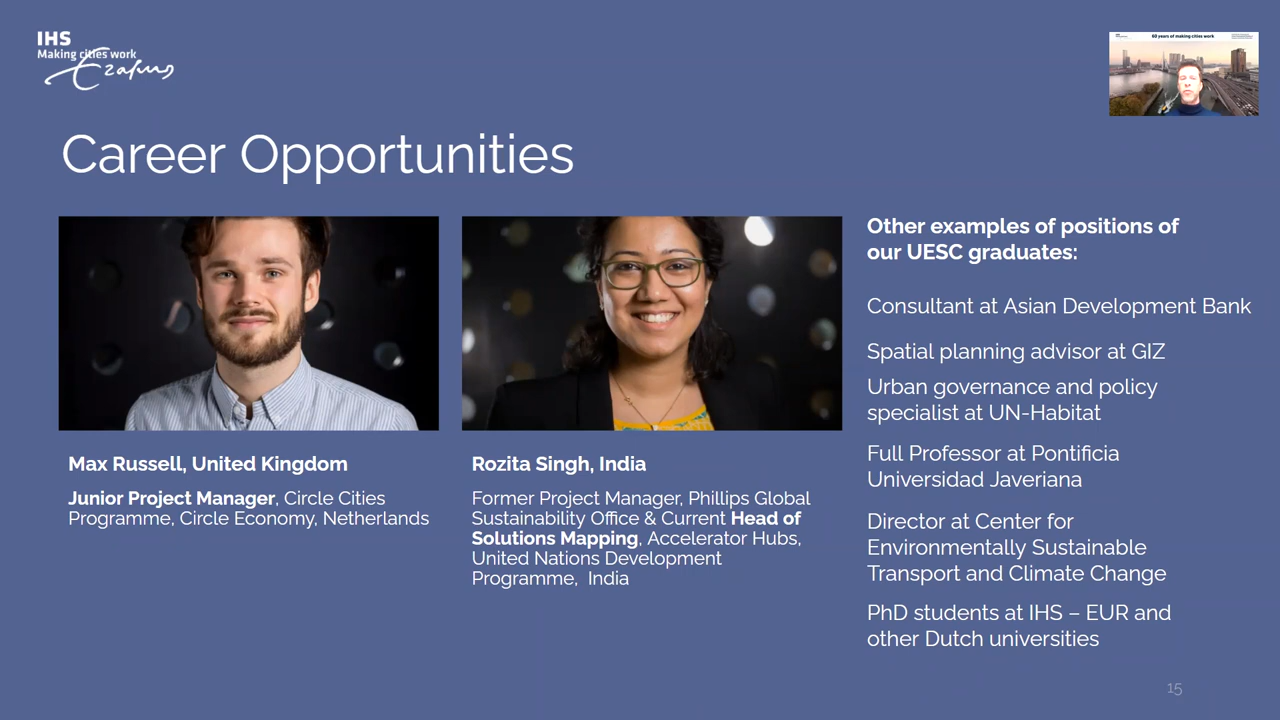 IHS
Making cities work
Erasmus
60 years of making cities work
Career Opportunities
Max Russell, United Kingdom
Junior Project Manager, Circle Cities
Programme, Circle Economy, Netherlands
Rozita Singh, India
Former Project Manager, Phillips Global
Sustainability Office & Current Head of
Solutions Mapping, Accelerator Hubs,
United Nations Development
Programme, India
Other examples of positions of
our UESC graduates:
Consultant at Asian Development Bank
Spatial planning advisor at GIZ
Urban governance and policy
specialist at UN-Habitat
Full Professor at Pontificia
Universidad Javeriana
Director at Center for
Environmentally Sustainable
Transport and Climate Change
PhD students at IHS – EUR and
other Dutch universities
15